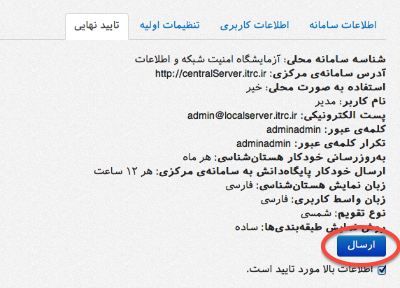 اطلاعات سامانه
اطلاعات کاربری
تنظیمات اولیه
تایید نهایی
شناسه سامانه محلی: آزمایشگاه امنیت شبکه و اطلاعات
آدرس سامانه‌ی مرکزی: http://centralServer.itrc.ir
استفاده به صورت محلی: خیر
نام کاربر: مدیر
پست الکترونیکی: admin@localserver.itrc.ir
کلمه‌ی عبور: adminadmin
تکرار کلمه‌ی عبور: adminadmin
به‌روزرسانی خودکار هستان‌شناسی: هر ماه
ارسال خودکار پایگاه‌دانش به سامانه‌ی مرکزی: هر ۱۲ ساعت
زبان نمایش هستان‌شناسی: فارسی
زبان واسط کاربری: فارسی
نوع تقویم: شمسی
روش نمایش طبقه‌بندی‌ها: ساده
ارسال
اطلاعات بالا مورد تایید است.